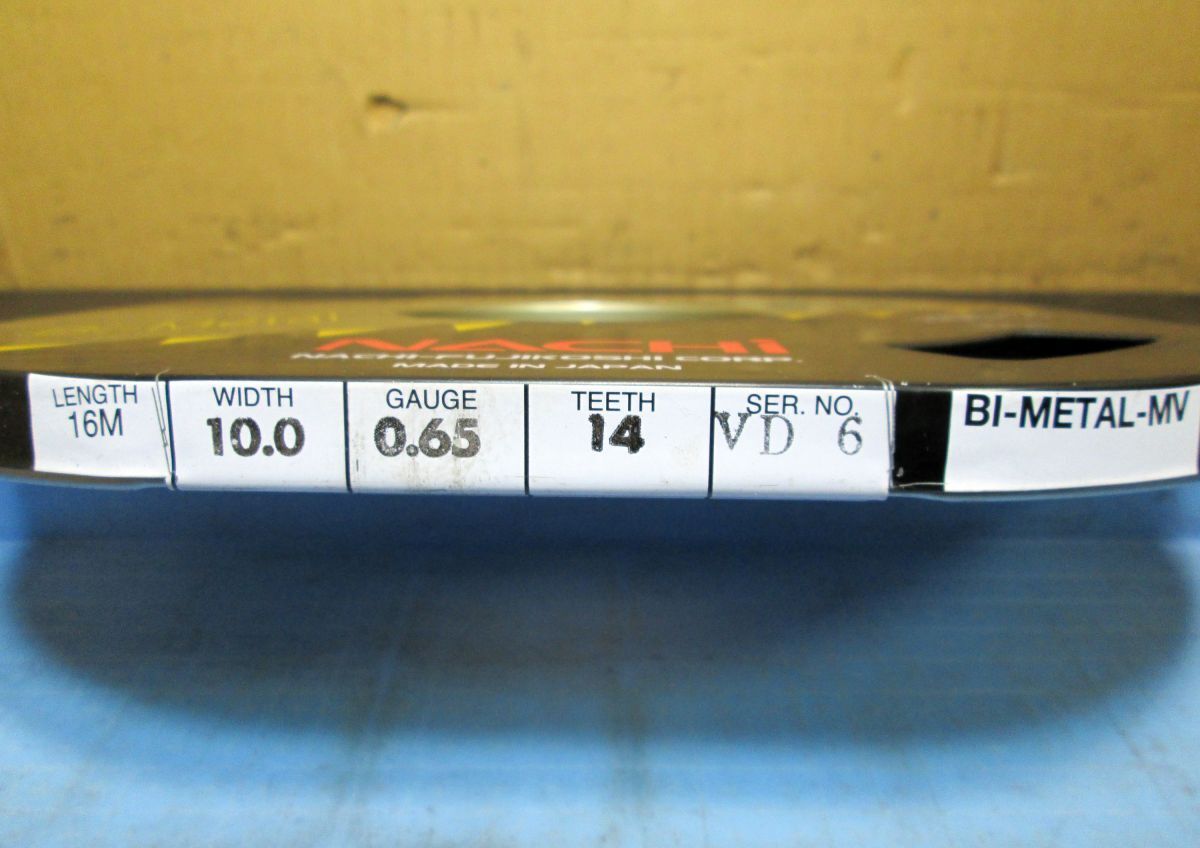 NACHi
NACHI-FUJIKOSHI CORP.
MADE IN JAPAN
LENGTH
16M
WIDTH
10.0
GAUGE
0.65
TEETH
14
SER. NO.
VD 6
BI-METAL-MV